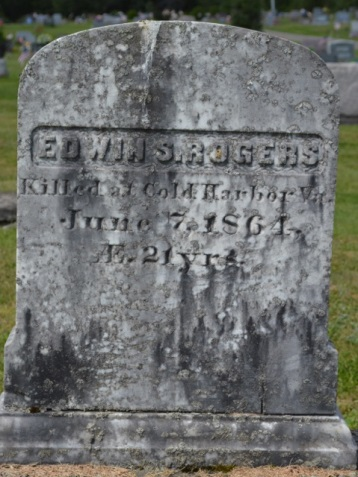 EDWIN S. ROGERS
Killed at Cold Harbor Va.
June 7, 1864,
Æ. 21 yrs.